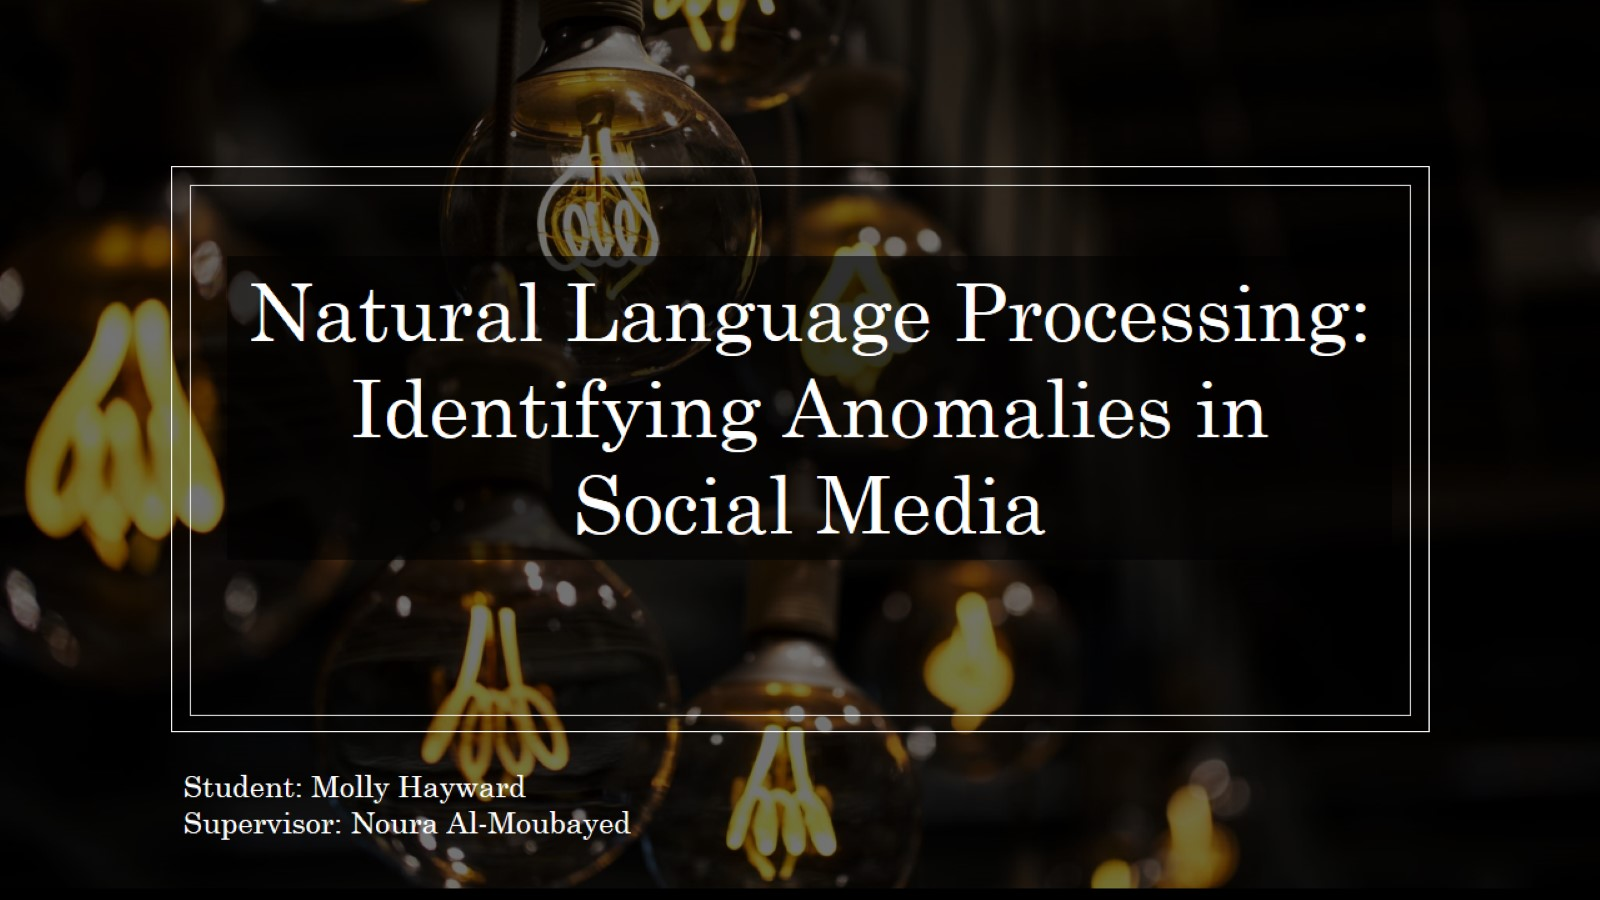 Natural Language Processing:
Identifying Anomalies in
Social Media
Student: Molly Hayward
Supervisor: Noura Al-Moubayed